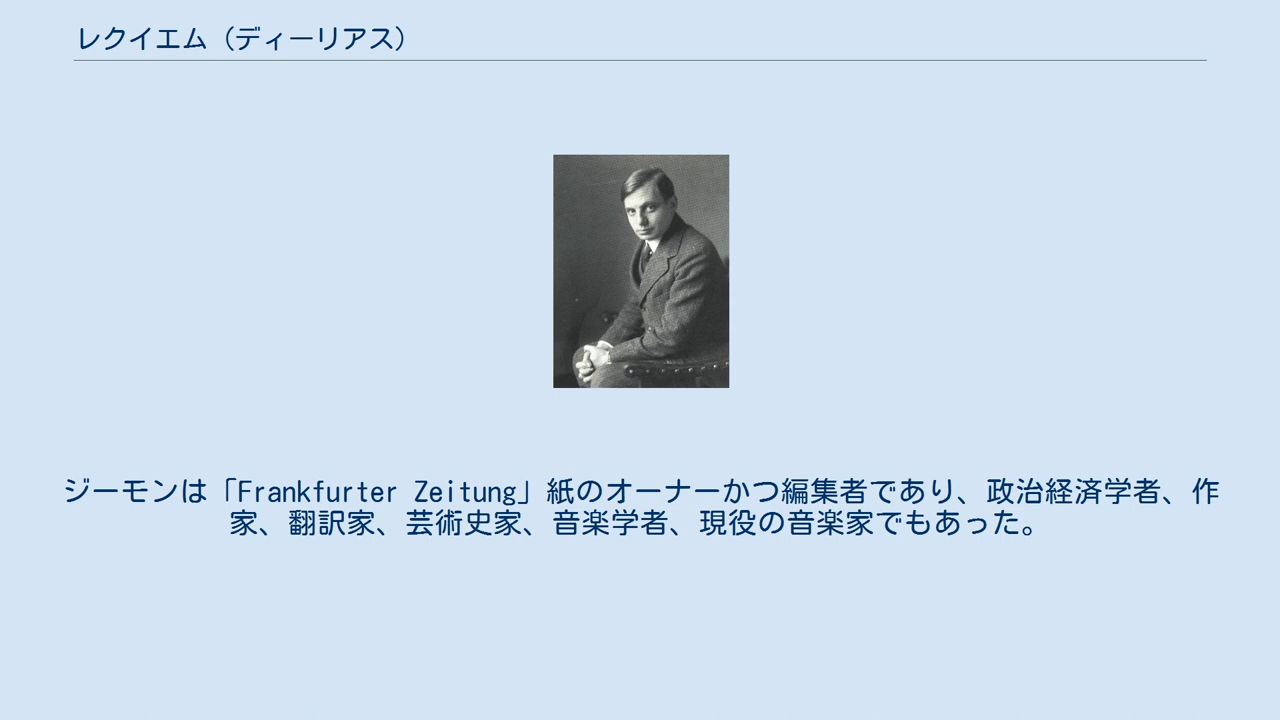 レクイエム（ディーリアス）
ジーモンは「Frankfurter Zeitung」紙のオーナーかつ編集者であり、政治経済学者、作
家、翻訳家、芸術史家、音楽学者、現役の音楽家でもあった。